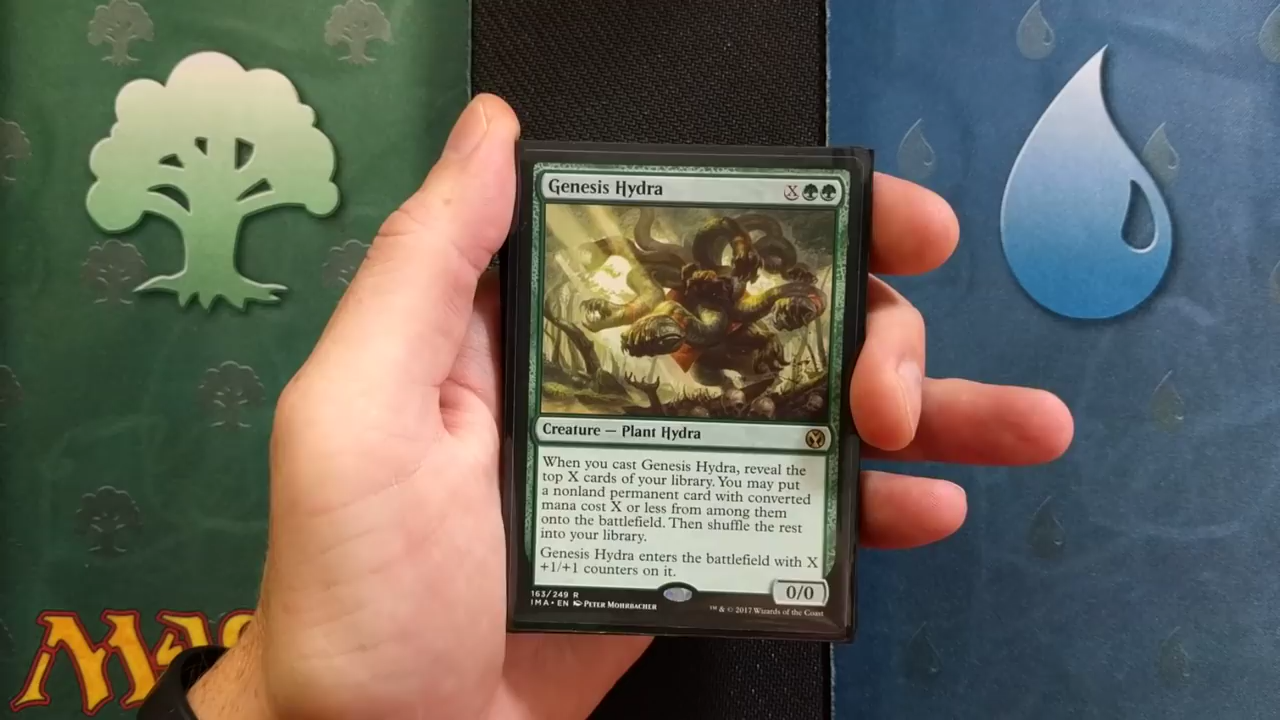 Genesis Hydra X
Creature — Plant Hydra
When you cast Genesis Hydra, reveal the
top X cards of your library. You may put
a nonland permanent card with converted
mana cost X or less from among them
onto the battlefield. Then shuffle the rest
into your library.
Genesis Hydra enters the battlefield with X
+1/+1 counters on it.
0/0
163/249 R
IMA • EN Peter Mohrbacher
™ & © 2017 Wizards of the Coast